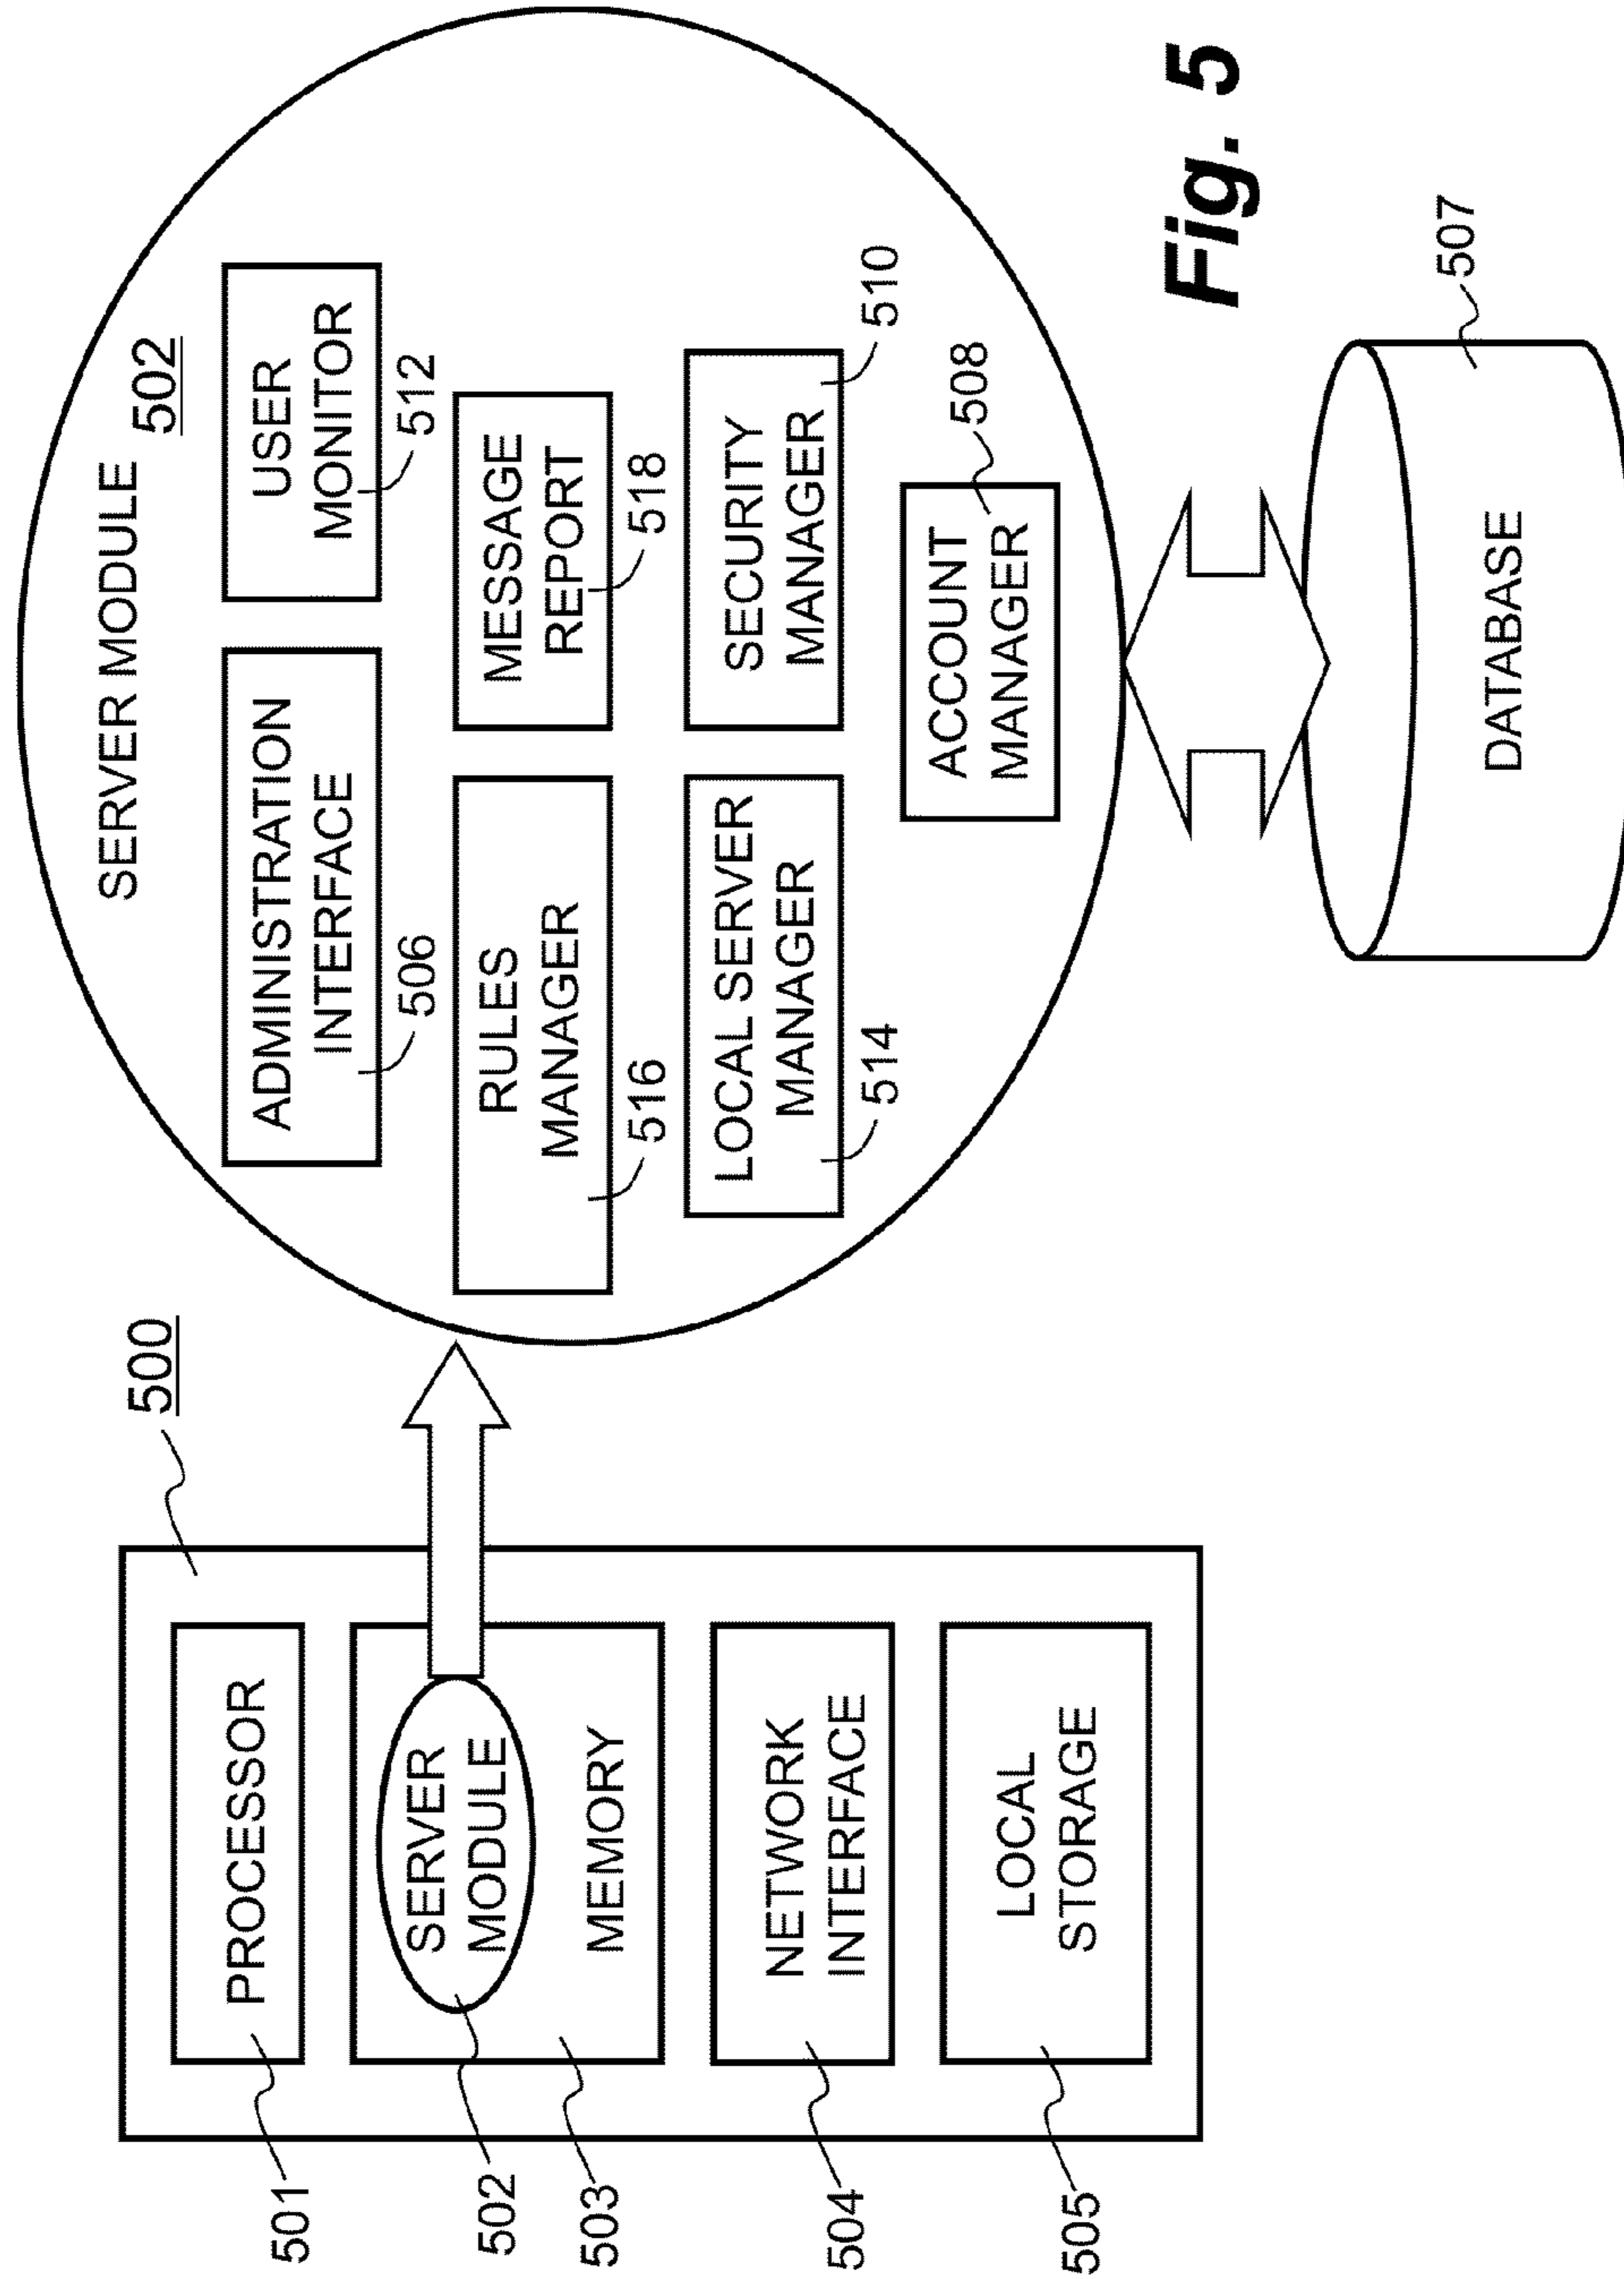 500
PROCESSOR
501
SERVER
MODULE
502
MEMORY
503
NETWORK
INTERFACE
504
LOCAL
STORAGE
505
SERVER MODULE
502
ADMINISTRATION
INTERFACE
506
USER
MONITOR
512
RULES
MANAGER
516
MESSAGE
REPORT
518
LOCAL SERVER
MANAGER
514
SECURITY
MANAGER
510
ACCOUNT
MANAGER
508
DATABASE
507
Fig. 5